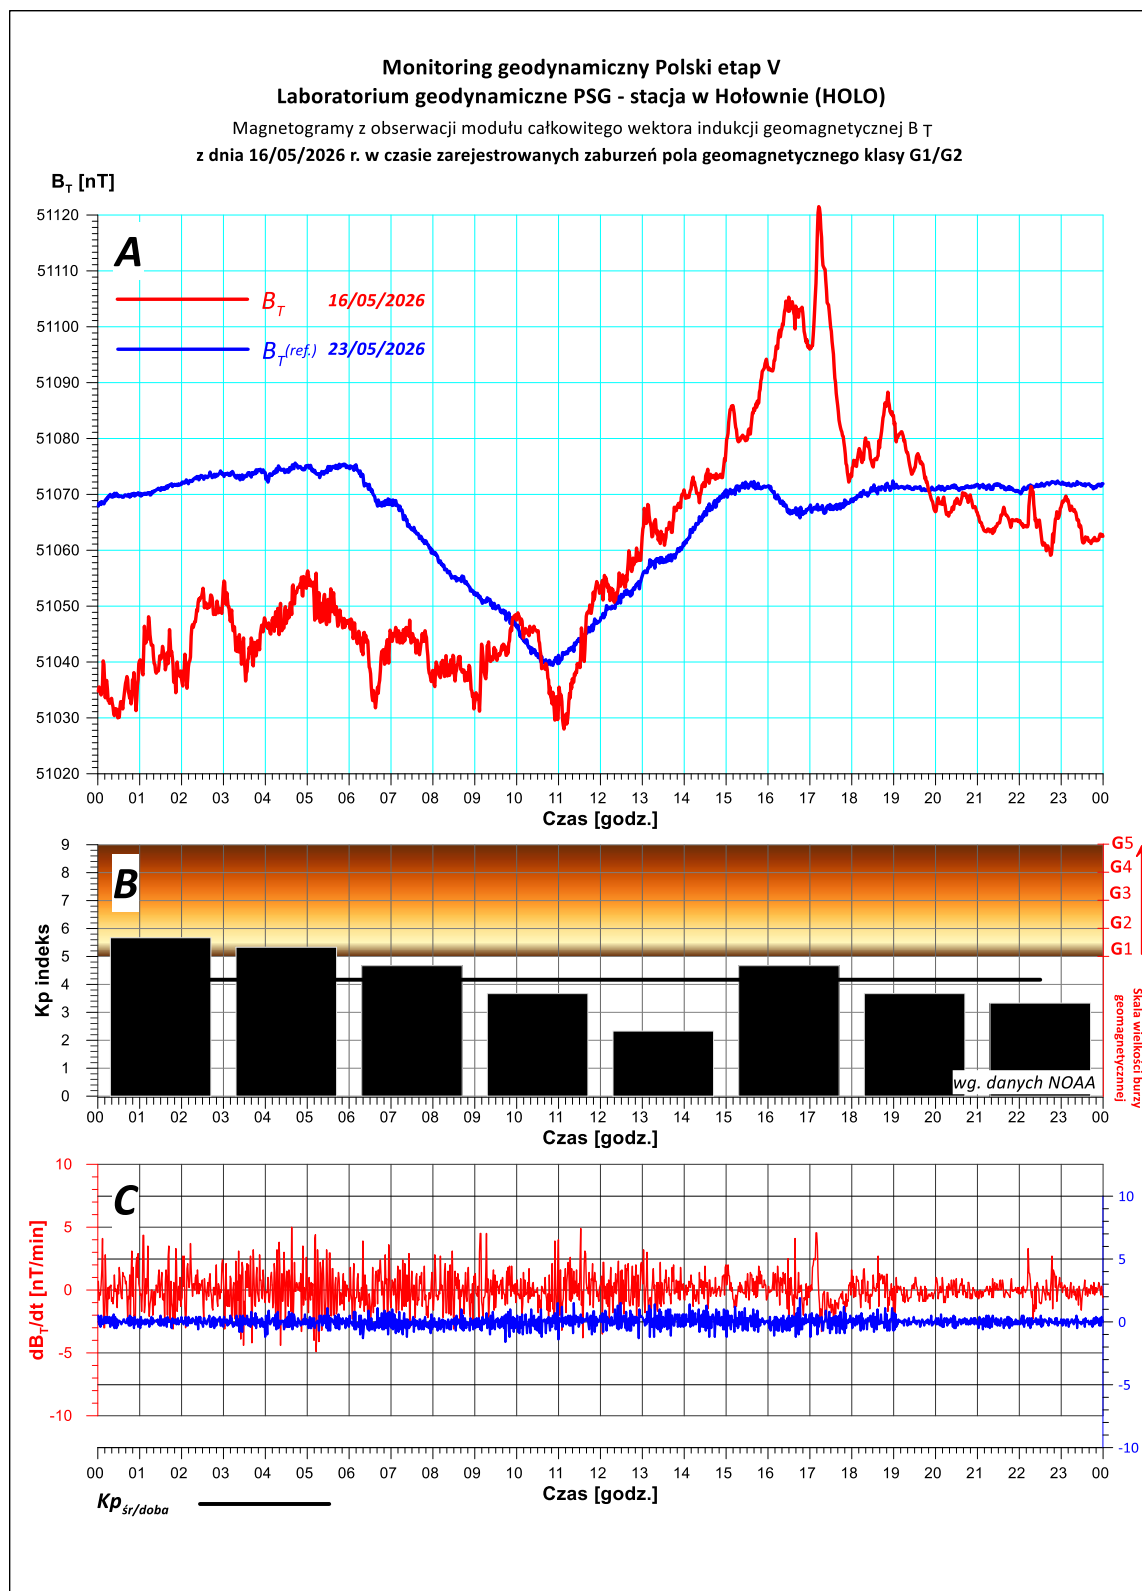 Monitoring geodynamiczny Polski etap V
Laboratorium geodynamiczne PSG - stacja w Hołownie (HOLO)
Magnetogramy z obserwacji modułu całkowitego wektora indukcji geomagnetycznej B T
z dnia 16/05/2026 r. w czasie zarejestrowanych zaburzeń pola geomagnetycznego klasy G1/G2
BT [nT]
51120
51110
51100
51090
51080
51070
51060
51050
51040
51030
51020
A
BT 16/05/2026
BT(ref.) 23/05/2026
00 01 02 03 04 05 06 07 08 09 10 11 12 13 14 15 16 17 18 19 20 21 22 23 00
Czas [godz.]
Kp indeks
9
8
7
6
5
4
3
2
1
0
B
G5
G4
G3
G2
G1
Skala wielkości burzy
geomagnetycznnej
wg. danych NOAA
00 01 02 03 04 05 06 07 08 09 10 11 12 13 14 15 16 17 18 19 20 21 22 23 00
Czas [godz.]
dBT/dt [nT/min]
10
5
0
-5
-10
C
10
5
0
-5
-10
00 01 02 03 04 05 06 07 08 09 10 11 12 13 14 15 16 17 18 19 20 21 22 23 00
Czas [godz.]
Kpśr/doba